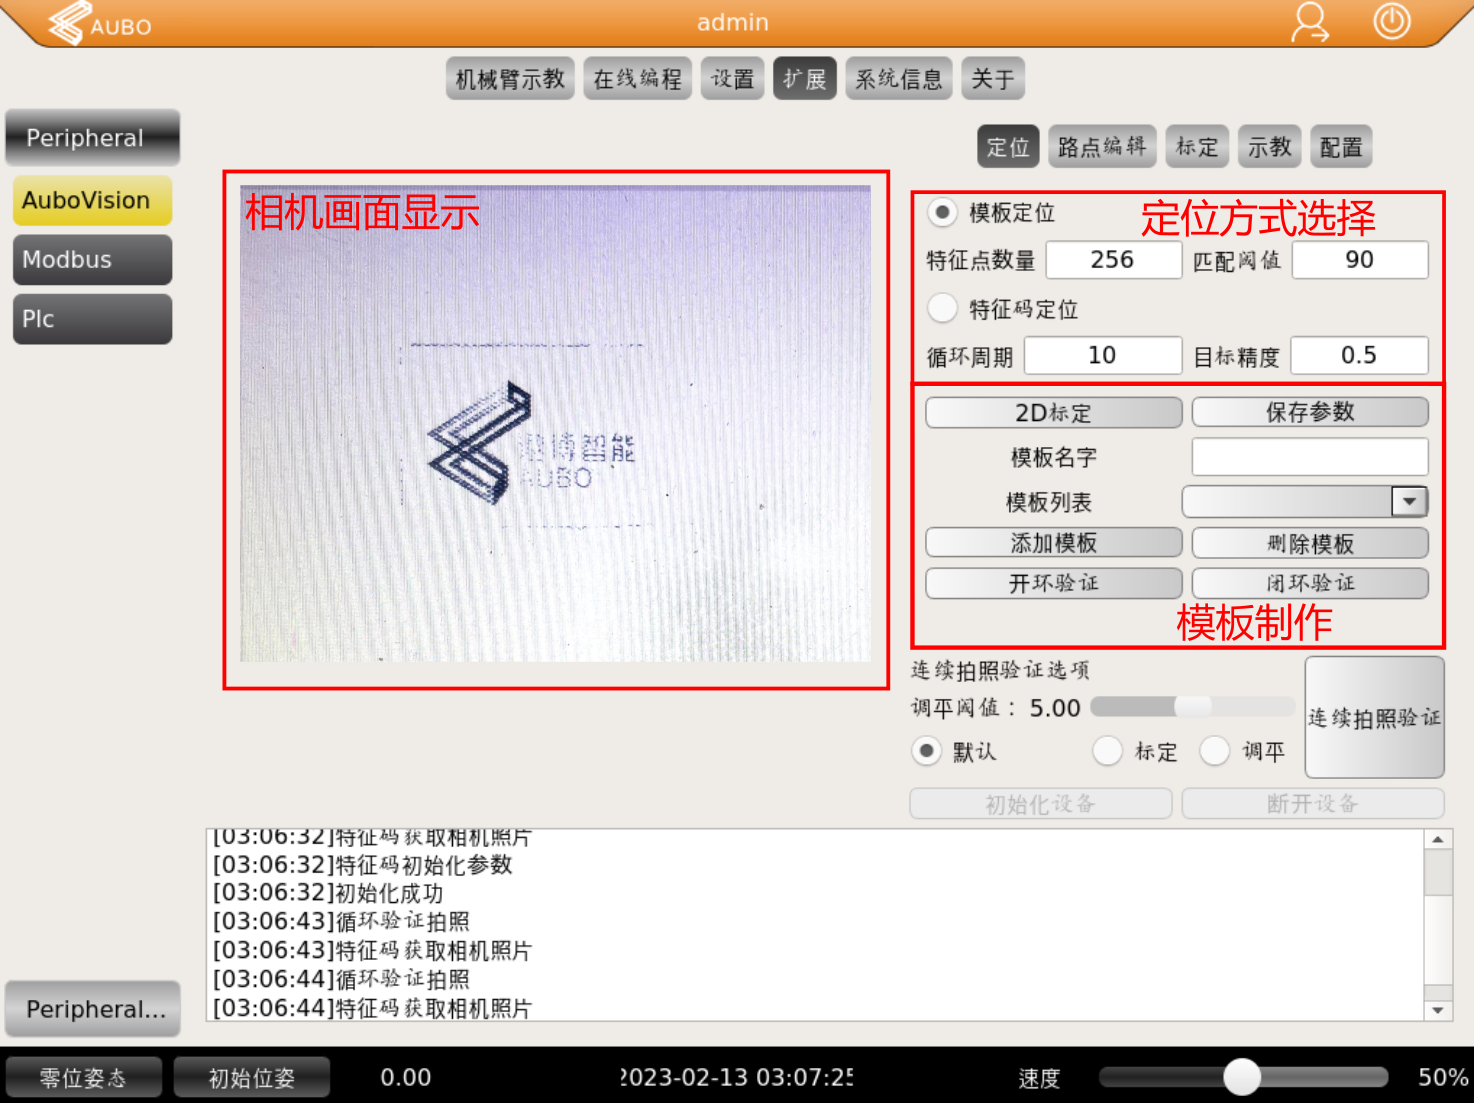 AUBO
admin
机械臂示教 在线编程 设置 扩展 系统信息 关于
Peripheral
定位 路点编辑 标定 示教 配置
AuboVision
Modbus
Plc
相机画面显示
智能
AUBO
模板定位
定位方式选择
特征点数量 256 匹配阈值 90
特征码定位
循环周期 10 目标精度 0.5
2D标定 保存参数
模板名字
模板列表
添加模板 删除模板
开环验证 闭环验证
模板制作
连续拍照验证选项
调平阈值： 5.00
连续拍照验证
默认 标定 调平
初始化设备 断开设备
[03:06:32]特征码获取相机照片
[03:06:32]特征码初始化参数
[03:06:32]初始化成功
[03:06:43]循环验证拍照
[03:06:43]特征码获取相机照片
[03:06:44]循环验证拍照
[03:06:44]特征码获取相机照片
Peripheral...
零位姿态 初始位姿 0.00 2023-02-13 03:07:25 速度 50%